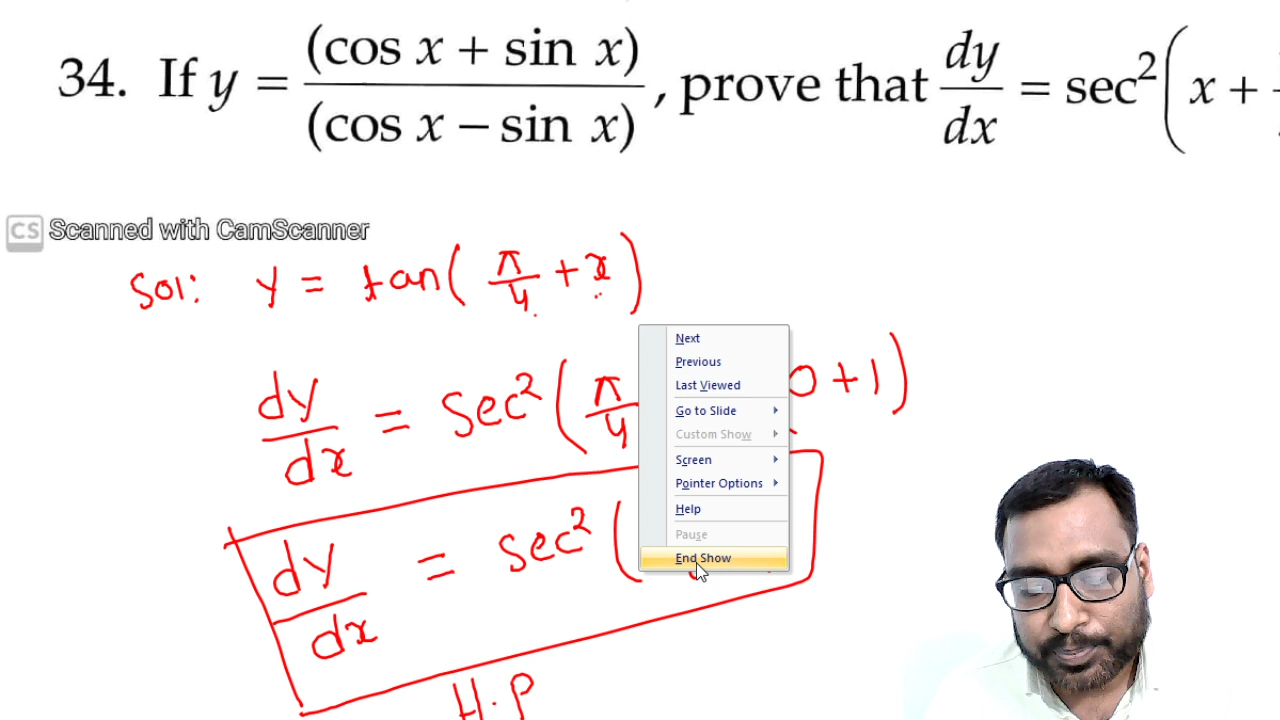 34. If y = (cos x + sin x) / (cos x − sin x), prove that dy/dx = sec²( x +
CS Scanned with CamScanner
Sol: y = tan( π/4 + x )
dy/dx = sec²( π/4 0+1)
dy/dx = sec²(
H.P
Next
Previous
Last Viewed
Go to Slide
Custom Show
Screen
Pointer Options
Help
Pause
End Show